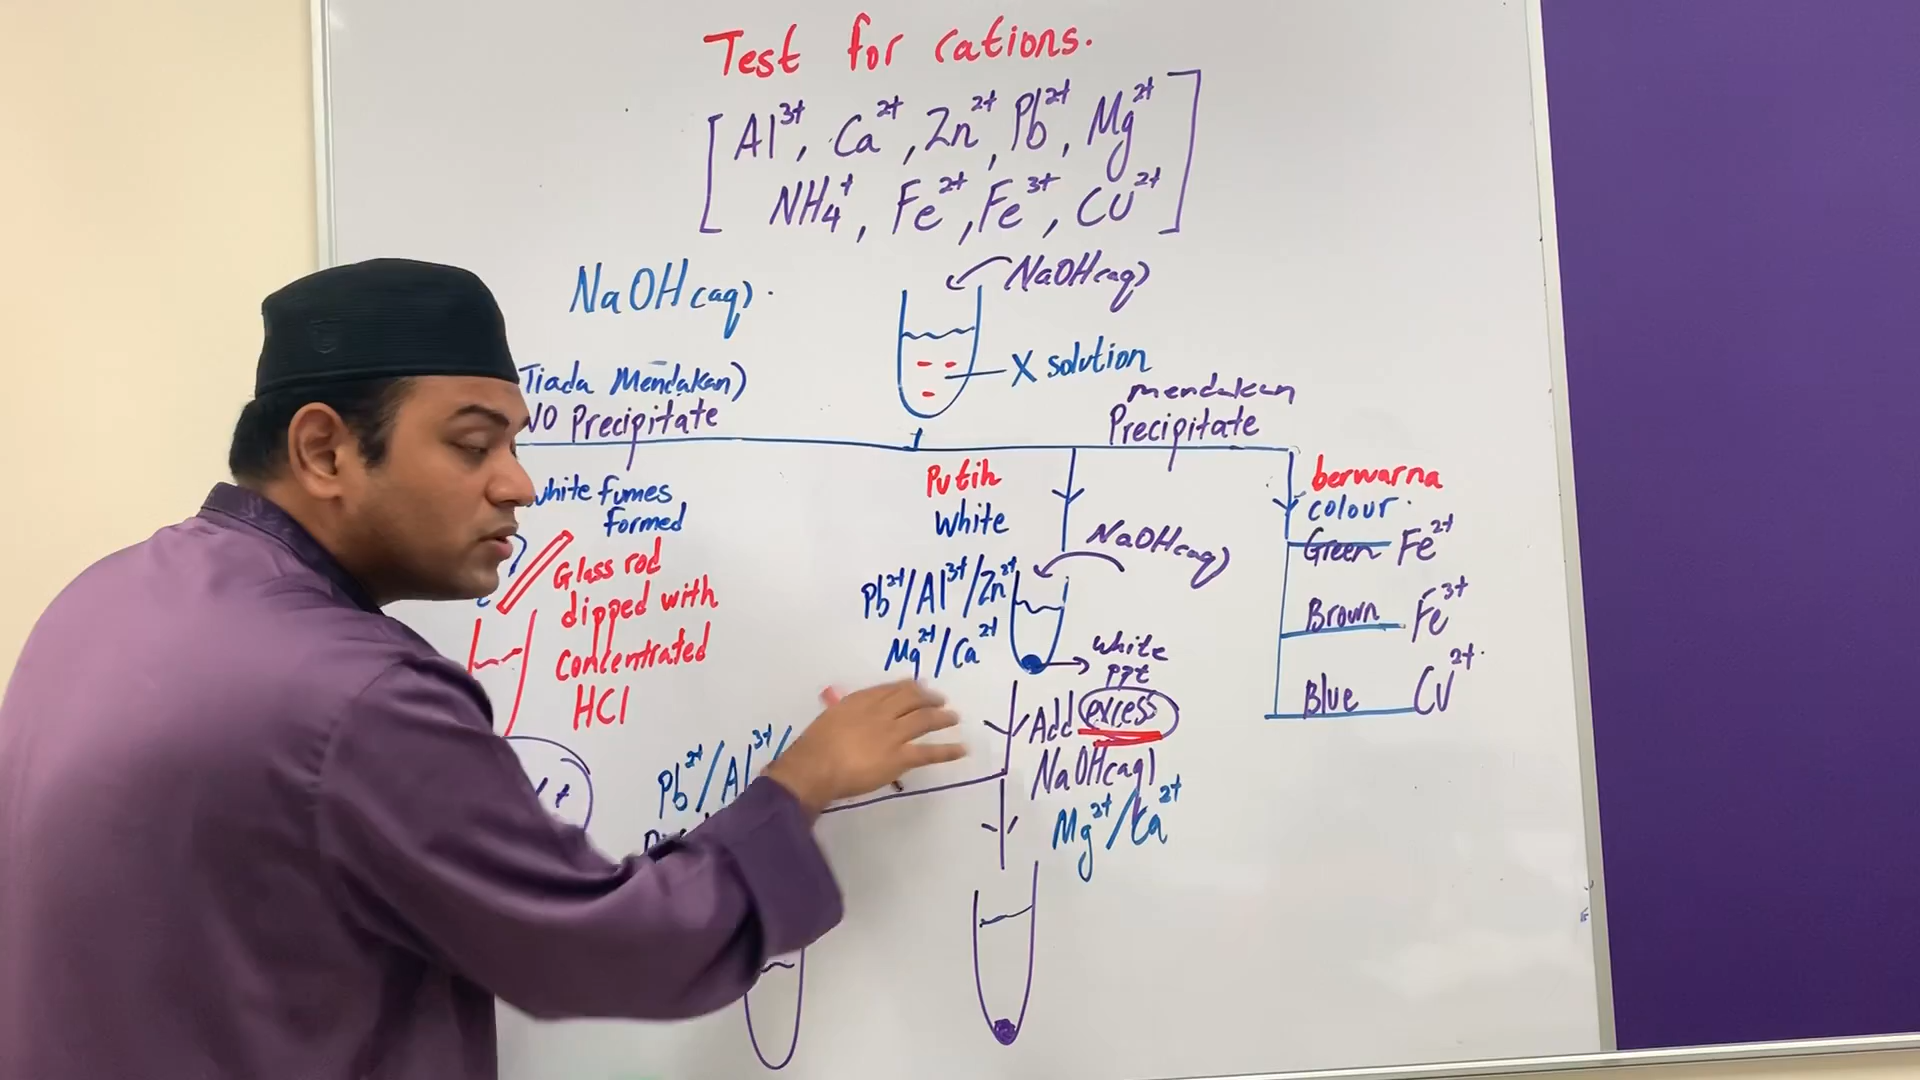 Test for cations.
[Al³⁺, Ca²⁺, Zn²⁺, Pb²⁺, Mg²⁺
NH₄⁺, Fe²⁺, Fe³⁺, Cu²⁺]
NaOH(aq).
NaOH(aq)
X solution
Tiada Mendakan)
NO Precipitate
mendakan
Precipitate
white fumes
formed
Glass rod
dipped with
concentrated
HCl
Putih
White
NaOH(aq)
Pb²⁺/Al³⁺/Zn²⁺
Mg²⁺/Ca²⁺
white
ppt
Add excess
NaOH(aq)
Mg²⁺/Ca²⁺
Pb²⁺/Al³⁺/
berwarna
colour.
Green Fe²⁺
Brown Fe³⁺
Blue Cu²⁺